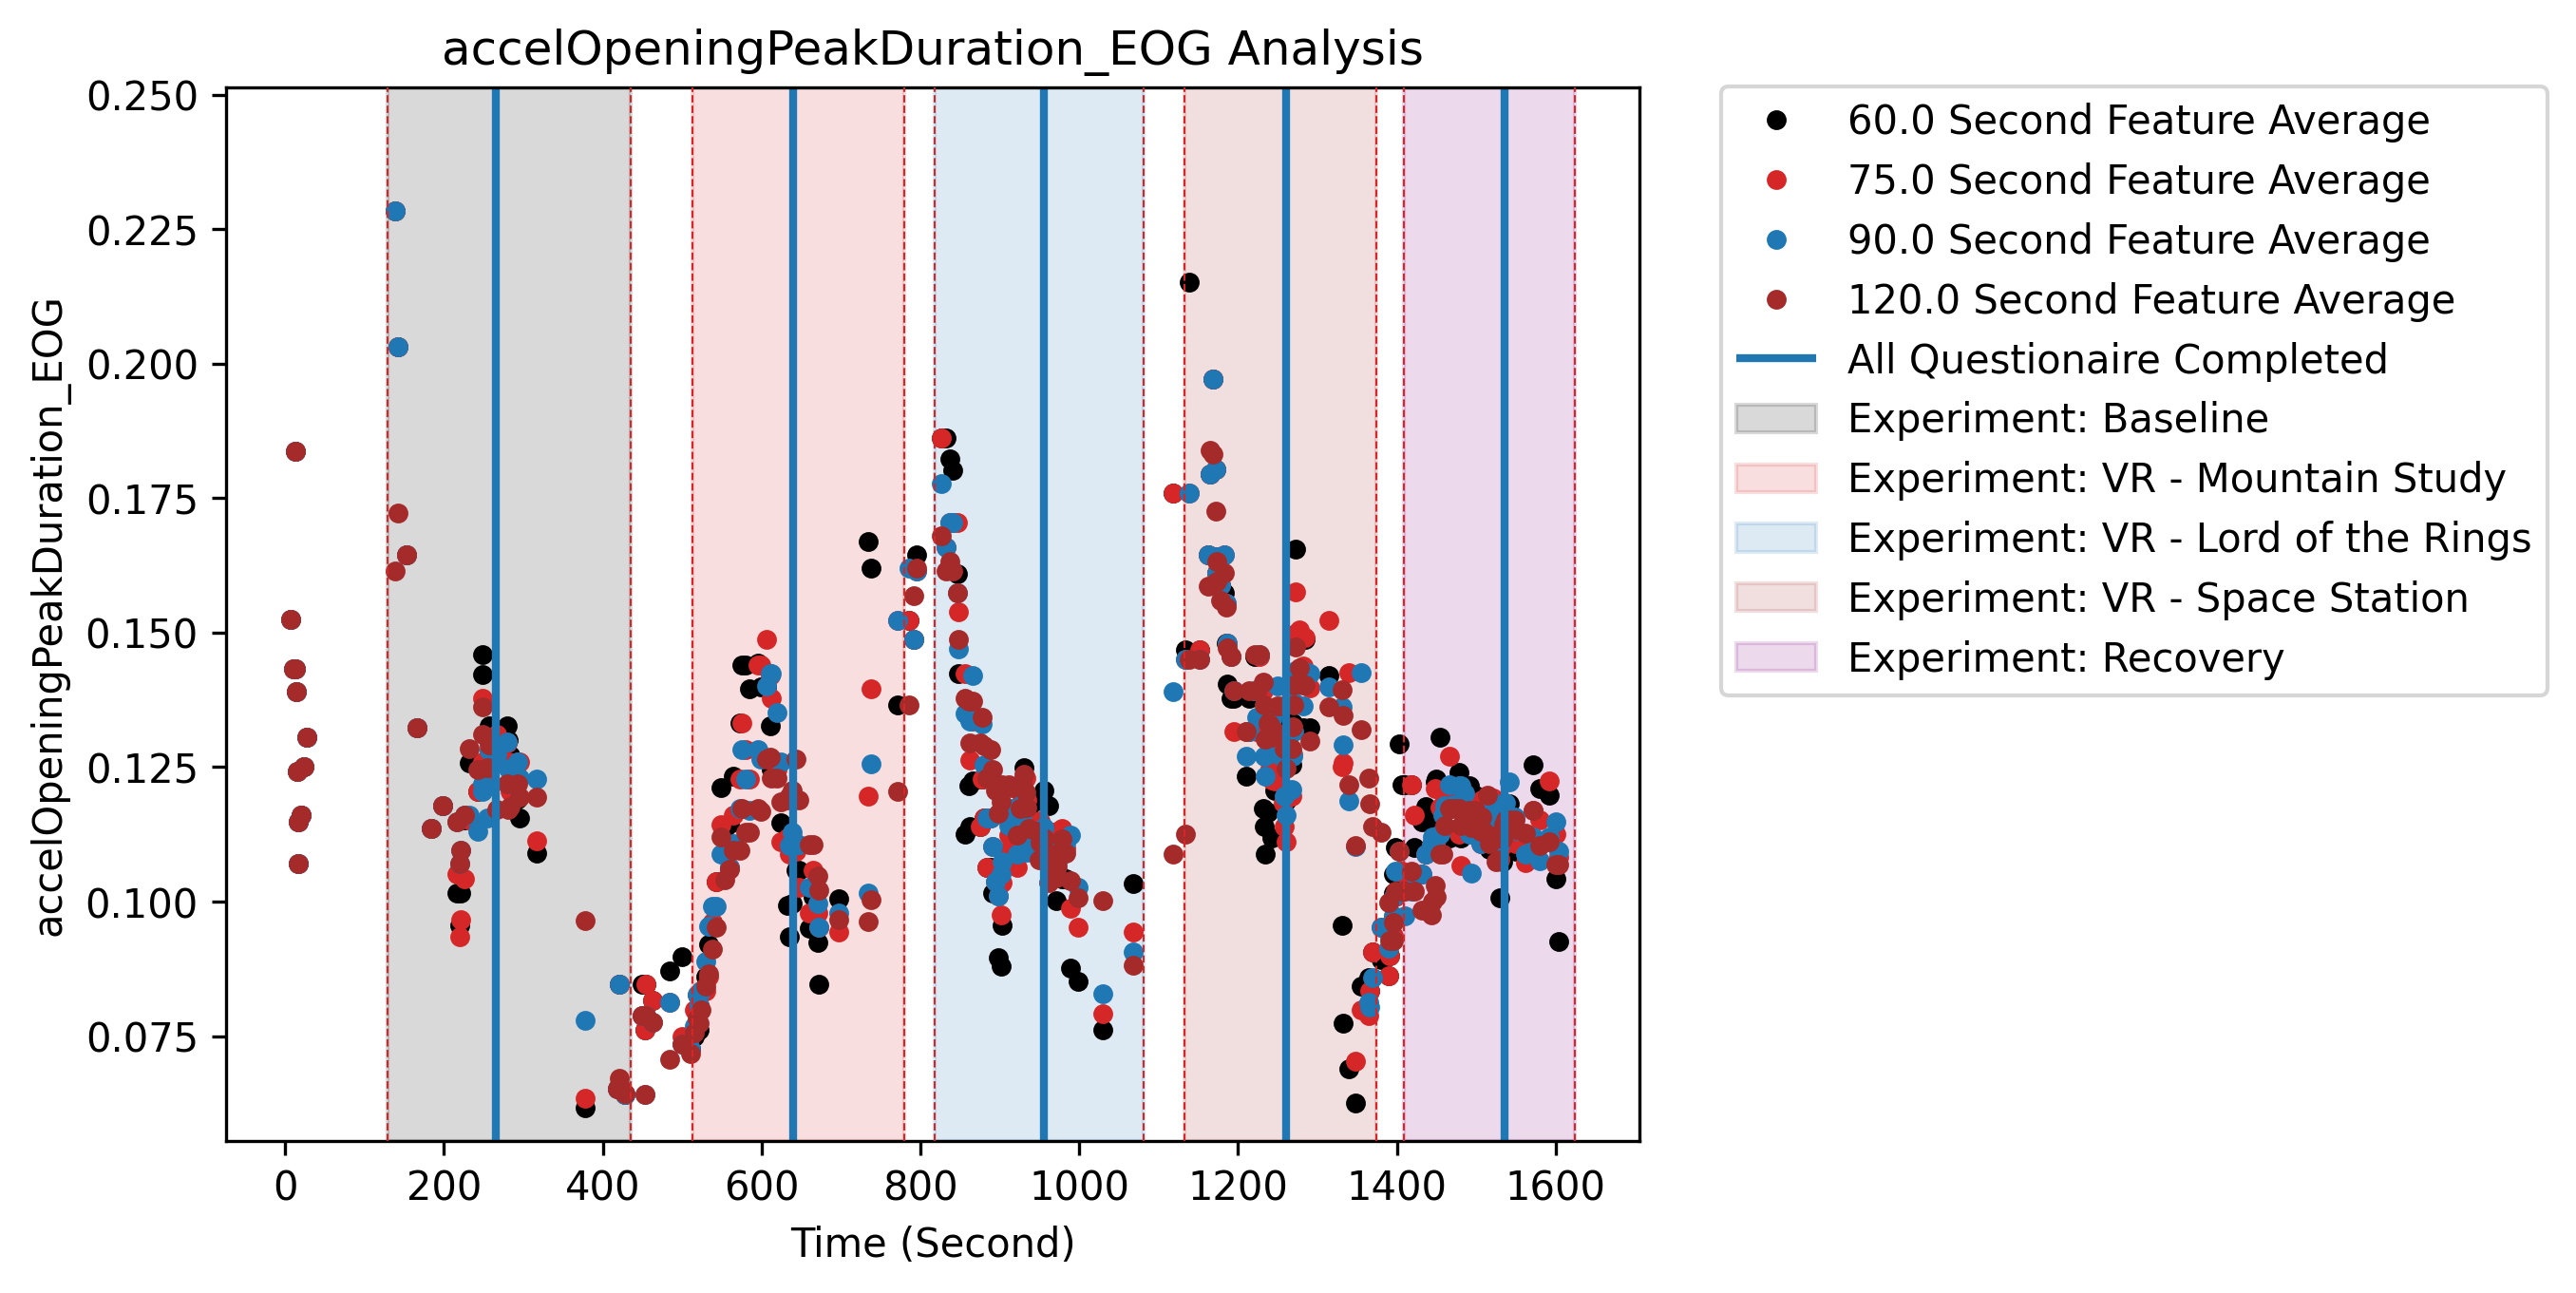 accelOpeningPeakDuration_EOG Analysis
accelOpeningPeakDuration_EOG
0.250
0.225
0.200
0.175
0.150
0.125
0.100
0.075
0 200 400 600 800 1000 1200 1400 1600
Time (Second)
60.0 Second Feature Average
75.0 Second Feature Average
90.0 Second Feature Average
120.0 Second Feature Average
All Questionaire Completed
Experiment: Baseline
Experiment: VR - Mountain Study
Experiment: VR - Lord of the Rings
Experiment: VR - Space Station
Experiment: Recovery